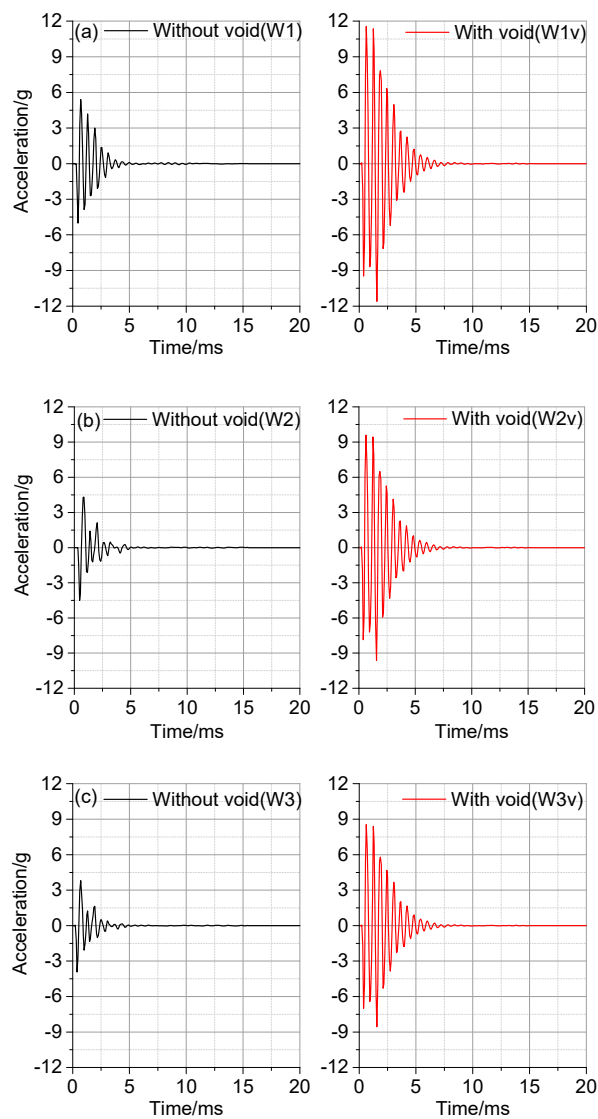 (a)
Without void(W1)
With void(W1v)
Acceleration/g
12
9
6
3
0
-3
-6
-9
-12
0 5 10 15 20
0 5 10 15 20
Time/ms
Time/ms
(b)
Without void(W2)
With void(W2v)
Acceleration/g
12
9
6
3
0
-3
-6
-9
-12
12
9
6
3
0
-3
-6
-9
-12
0 5 10 15 20
0 5 10 15 20
Time/ms
Time/ms
(c)
Without void(W3)
With void(W3v)
Acceleration/g
12
9
6
3
0
-3
-6
-9
-12
12
9
6
3
0
-3
-6
-9
-12
0 5 10 15 20
0 5 10 15 20
Time/ms
Time/ms
12
9
6
3
0
-3
-6
-9
-12